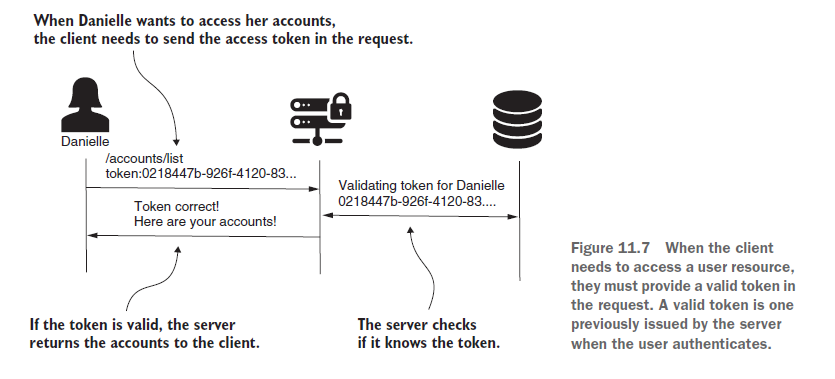 When Danielle wants to access her accounts,
the client needs to send the access token in the request.
Danielle
/accounts/list
token:0218447b-926f-4120-83...
Token correct!
Here are your accounts!
Validating token for Danielle
0218447b-926f-4120-83....
If the token is valid, the server
returns the accounts to the client.
The server checks
if it knows the token.
Figure 11.7 When the client
needs to access a user resource,
they must provide a valid token in
the request. A valid token is one
previously issued by the server
when the user authenticates.